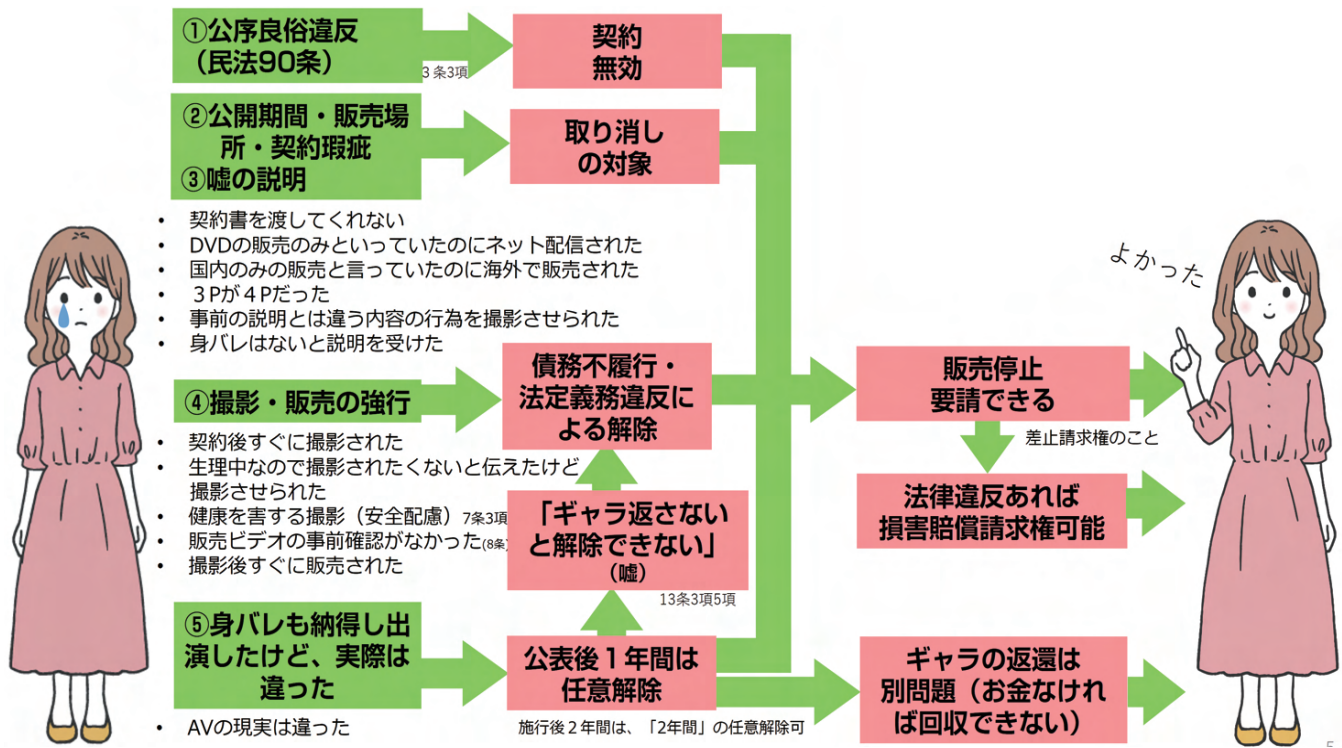 ①公序良俗違反
（民法90条）
3条3項
契約
無効
②公開期間・販売場
所・契約瑕疵
③嘘の説明
取り消し
の対象
• 契約書を渡してくれない
• DVDの販売のみといっていたのにネット配信された
• 国内のみの販売と言っていたのに海外で販売された
• ３Pが４Pだった
• 事前の説明とは違う内容の行為を撮影させられた
• 身バレはないと説明を受けた
④撮影・販売の強行
債務不履行・
法定義務違反に
よる解除
• 契約後すぐに撮影された
• 生理中なので撮影されたくないと伝えたけど
撮影させられた
• 健康を害する撮影（安全配慮）7条3項
• 販売ビデオの事前確認がなかった(8条)
• 撮影後すぐに販売された
「ギャラ返さない
と解除できない」
（嘘）
13条3項5項
⑤身バレも納得し出
演したけど、実際は
違った
• AVの現実は違った
公表後１年間は
任意解除
施行後２年間は、「2年間」の任意解除可
販売停止
要請できる
差止請求権のこと
法律違反あれば
損害賠償請求権可能
ギャラの返還は
別問題（お金なけれ
ば回収できない）
よかった
5